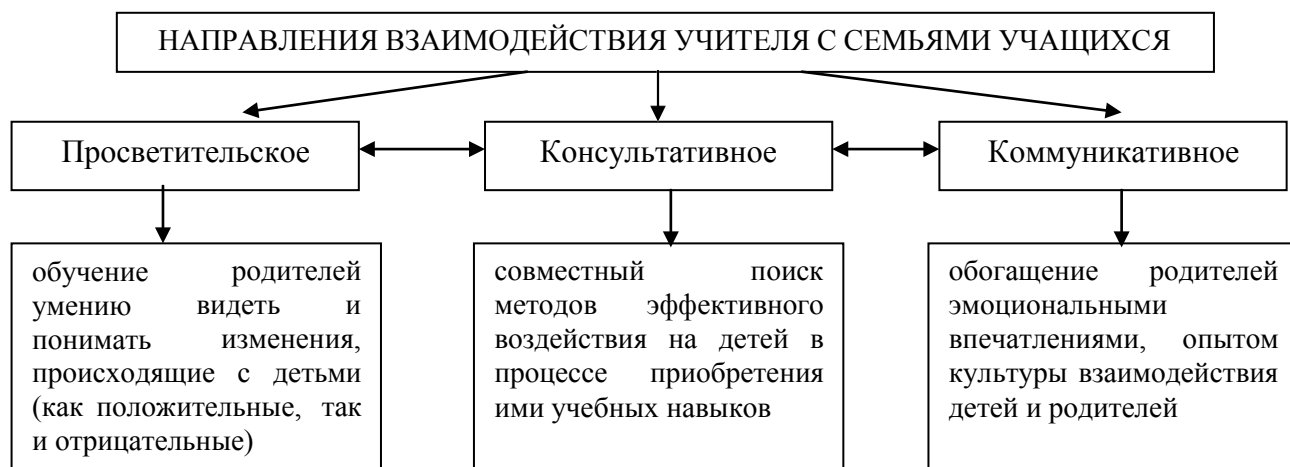 НАПРАВЛЕНИЯ ВЗАИМОДЕЙСТВИЯ УЧИТЕЛЯ С СЕМЬЯМИ УЧАЩИХСЯ
Просветительское
Консультативное
Коммуникативное
обучение родителей
умению видеть и
понимать изменения,
происходящие с детьми
(как положительные, так
и отрицательные)
совместный поиск
методов эффективного
воздействия на детей в
процессе приобретения
ими учебных навыков
обогащение родителей
эмоциональными
впечатлениями, опытом
культуры взаимодействия
детей и родителей